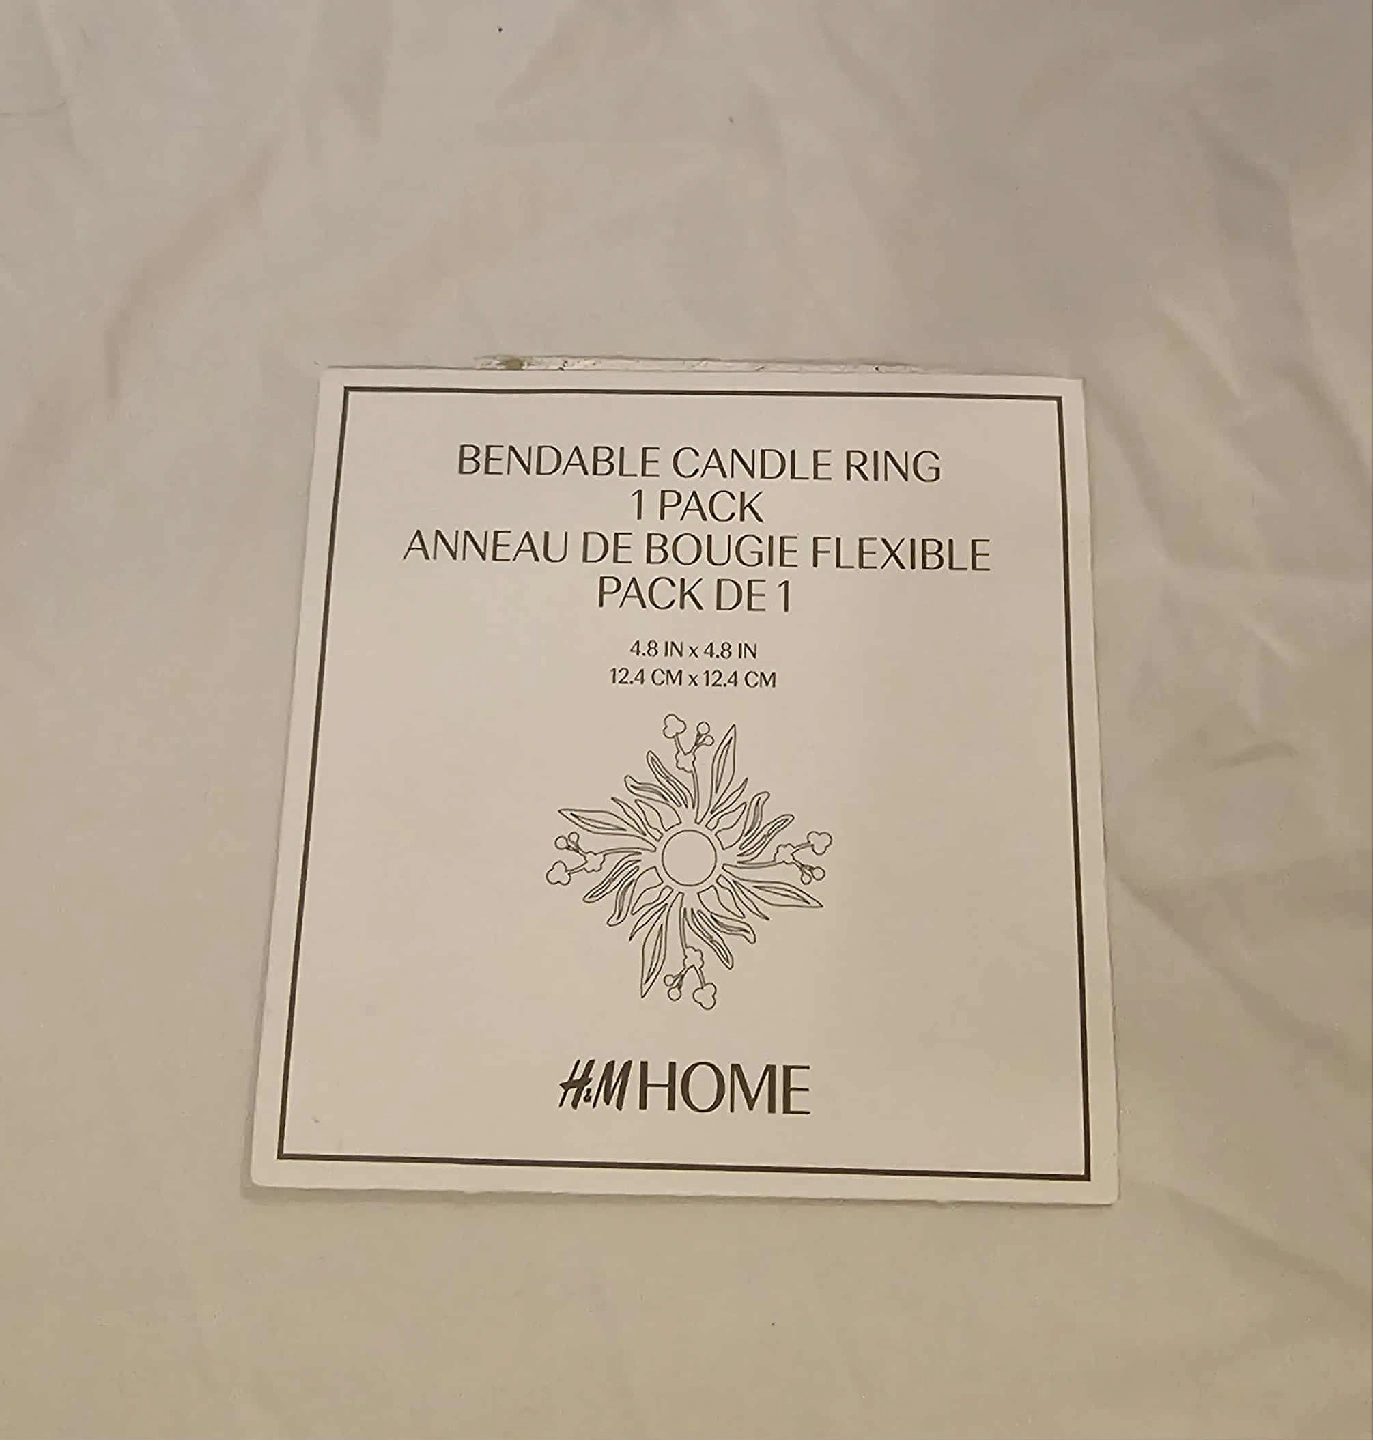 BENDABLE CANDLE RING
1 PACK
ANNEAU DE BOUGIE FLEXIBLE
PACK DE 1
4.8 IN x 4.8 IN
12.4 CM x 12.4 CM
H&M HOME